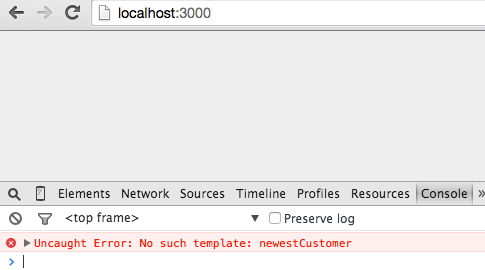 localhost:3000
Elements Network Sources Timeline Profiles Resources Console »
<top frame> ▼ Preserve log
Uncaught Error: No such template: newestCustomer